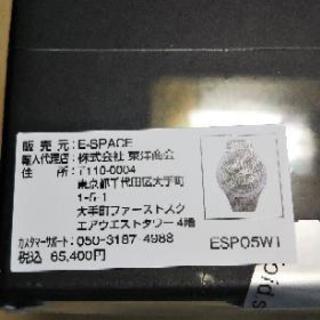 販 売 元：E-SPACE
輸入代理店：株式会社 東洋商会
住　　所：〒110-0004
東京都千代田区大手町
1-5-1
大手町ファーストスク
エアウエストタワー 4階
カスタマーサポート：050-3187-4988
税込 65,400円
ESP05W1